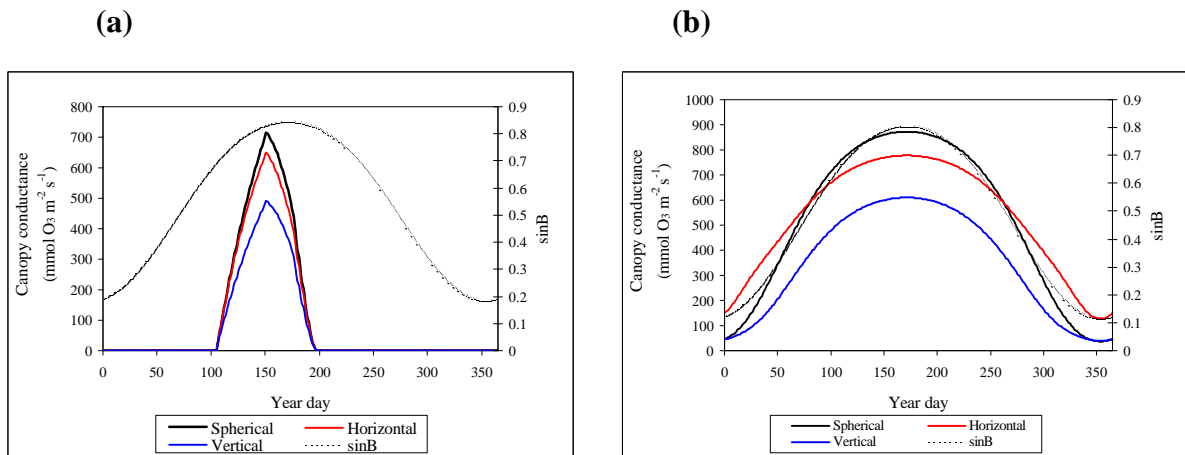 (a)
(b)
800
700
600
500
400
300
200
100
0
Canopy conductance
(mmol O3 m-2 s-1)
0.9
0.8
0.7
0.6
0.5
0.4
0.3
0.2
0.1
0
sinB
0 50 100 150 200 250 300 350
Year day
Spherical Horizontal
Vertical sinB
1000
900
800
700
600
500
400
300
200
100
0
Canopy conductance
(mmol O3 m-2 s-1)
0.9
0.8
0.7
0.6
0.5
0.4
0.3
0.2
0.1
0
sinB
0 50 100 150 200 250 300 350
Year day
Spherical Horizontal
Vertical sinB